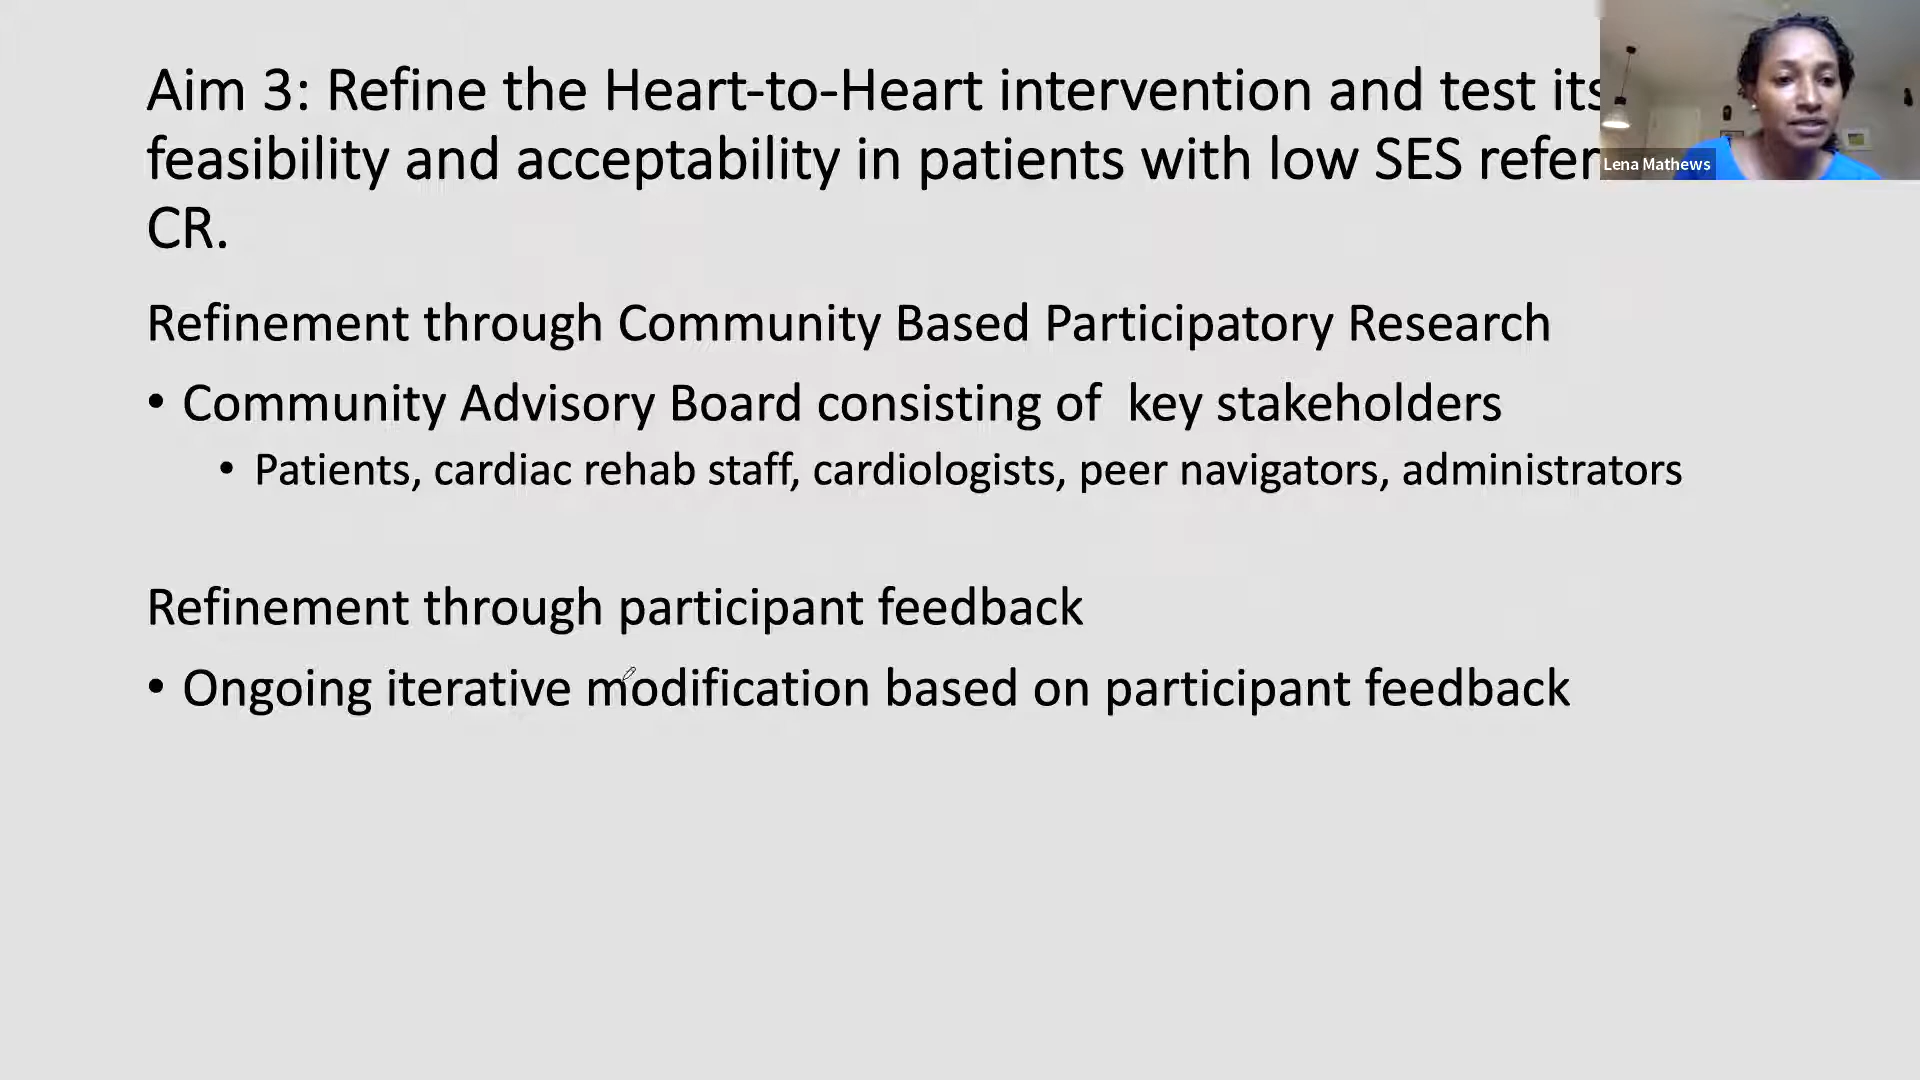 Aim 3: Refine the Heart-to-Heart intervention and test its
feasibility and acceptability in patients with low SES refer
CR.
Lena Mathews
Refinement through Community Based Participatory Research
• Community Advisory Board consisting of key stakeholders
• Patients, cardiac rehab staff, cardiologists, peer navigators, administrators
Refinement through participant feedback
• Ongoing iterative modification based on participant feedback